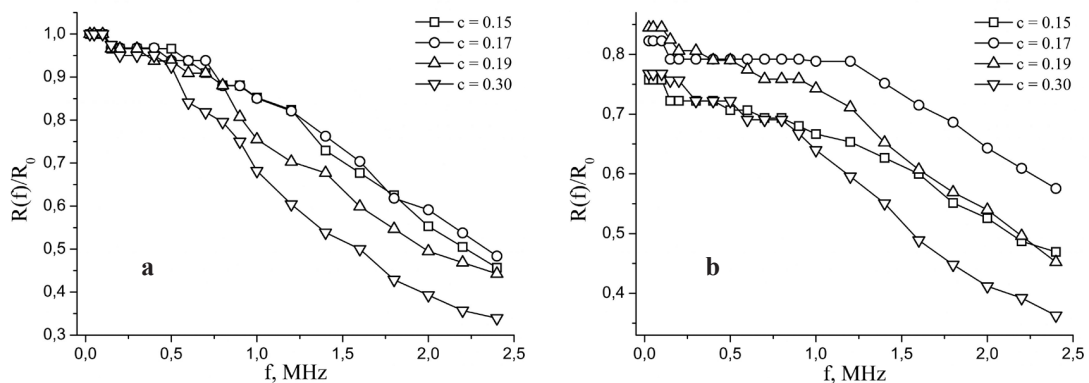 1,0
0,9
0,8
0,7
0,6
0,5
0,4
0,3
R(f)/R0
0,0 0,5 1,0 1,5 2,0 2,5
f, MHz
a
c = 0.15
c = 0.17
c = 0.19
c = 0.30
0,8
0,7
0,6
0,5
0,4
R(f)/R0
0,0 0,5 1,0 1,5 2,0 2,5
f, MHz
b
c = 0.15
c = 0.17
c = 0.19
c = 0.30